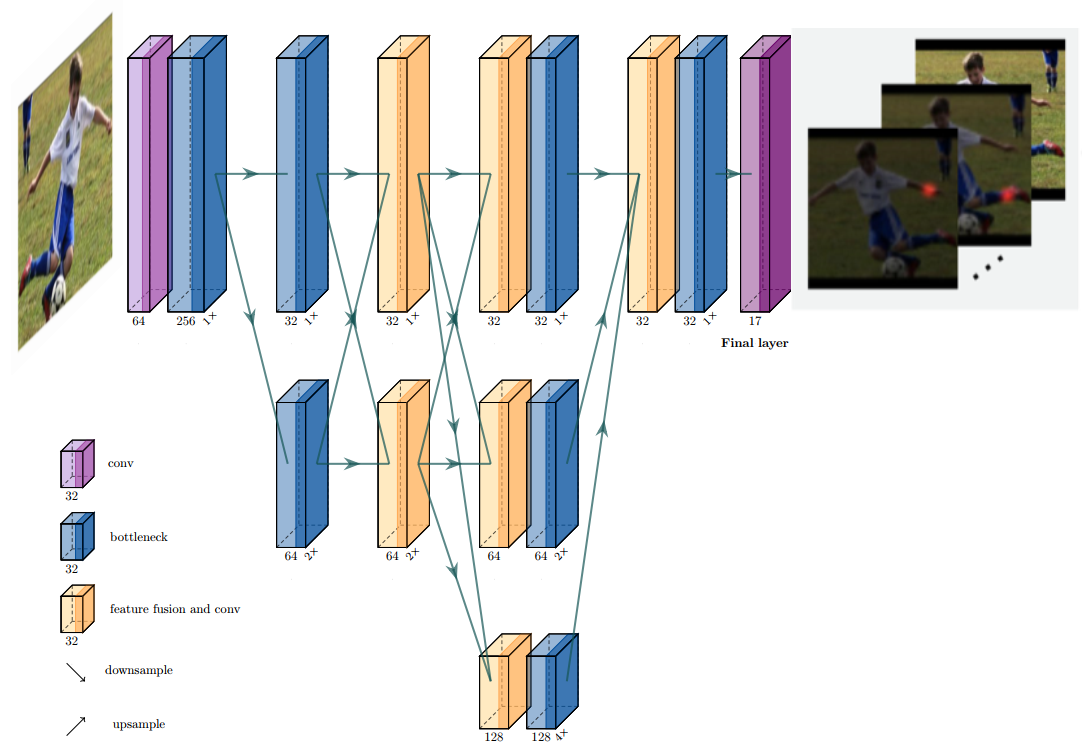 64 256 1+ 32 1+ 32 1+ 32 32 1+ 32 32 1+ 17
Final layer
64 2+ 64 2+ 64 64 2+
conv
32
bottleneck
32
feature fusion and conv
32
downsample
upsample
128 128 4+